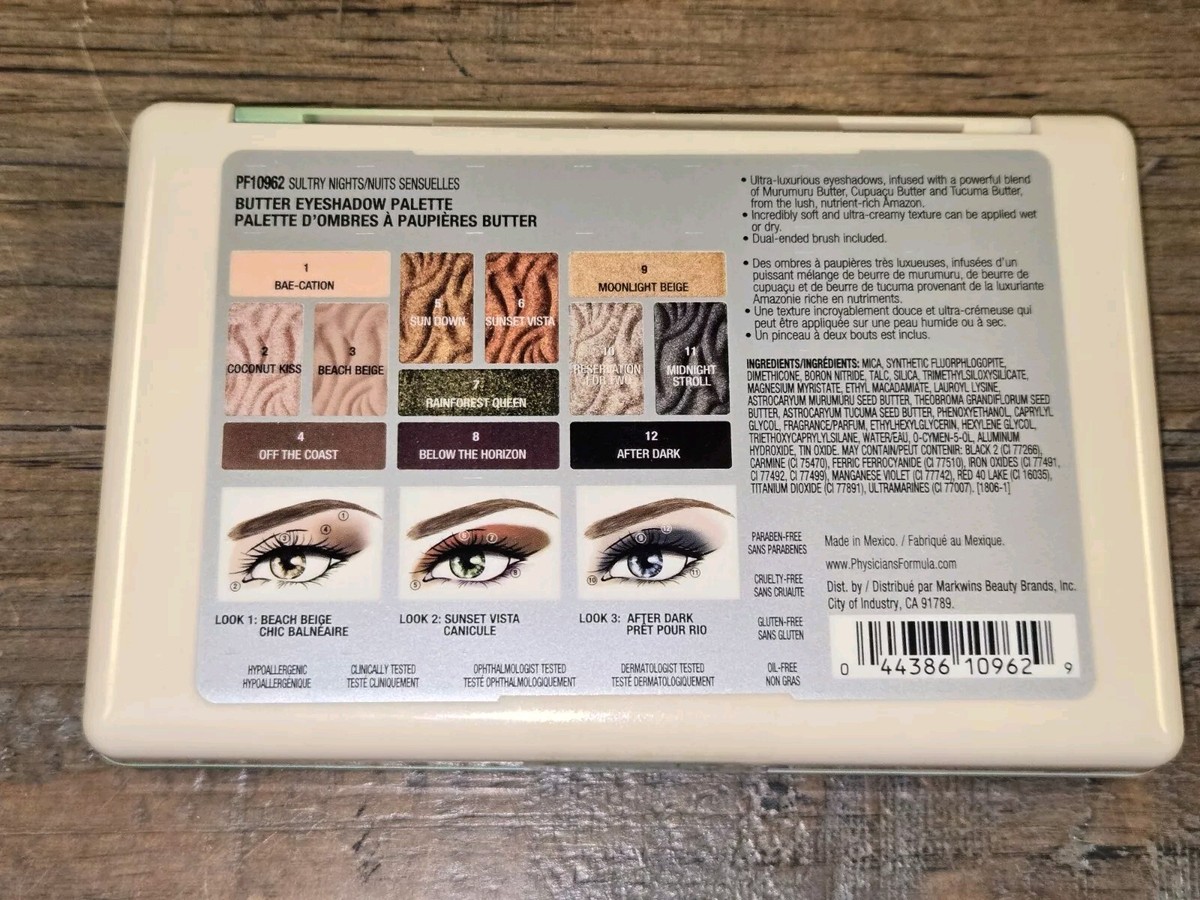 PF10962 SULTRY NIGHTS/NUITS SENSUELLES
BUTTER EYESHADOW PALETTE
PALETTE D'OMBRES À PAUPIÈRES BUTTER
1
BAE-CATION
2
COCONUT KISS
3
BEACH BEIGE
4
OFF THE COAST
5
SUN DOWN
6
SUNSET VISTA
7
RAINFOREST QUEEN
8
BELOW THE HORIZON
9
MOONLIGHT BEIGE
10
RESERVATION
FOR TWO
11
MIDNIGHT
STROLL
12
AFTER DARK
LOOK 1: BEACH BEIGE
CHIC BALNÉAIRE
LOOK 2: SUNSET VISTA
CANICULE
LOOK 3: AFTER DARK
PRÊT POUR RIO
HYPOALLERGENIC
HYPOALLERGÉNIQUE
CLINICALLY TESTED
TESTÉ CLINIQUEMENT
OPHTHALMOLOGIST TESTED
TESTÉ OPHTALMOLOGIQUEMENT
DERMATOLOGIST TESTED
TESTÉ DERMATOLOGIQUEMENT
• Ultra-luxurious eyeshadows, infused with a powerful blend
of Murumuru Butter, Cupuaçu Butter and Tucuma Butter,
from the lush, nutrient-rich Amazon.
• Incredibly soft and ultra-creamy texture can be applied wet
or dry.
• Dual-ended brush included.
• Des ombres à paupières très luxueuses, infusées d'un
puissant mélange de beurre de murumuru, de beurre de
cupuaçu et de beurre de tucuma provenant de la luxuriante
Amazonie riche en nutriments.
• Une texture incroyablement douce et ultra-crémeuse qui
peut être appliquée sur une peau humide ou à sec.
• Un pinceau à deux bouts est inclus.
INGREDIENTS/INGRÉDIENTS: MICA, SYNTHETIC FLUORPHLOGOPITE,
DIMETHICONE, BORON NITRIDE, TALC, SILICA, TRIMETHYLSILOXYSILICATE,
MAGNESIUM MYRISTATE, ETHYL MACADAMIATE, LAUROYL LYSINE,
ASTROCARYUM MURUMURU SEED BUTTER, THEOBROMA GRANDIFLORUM SEED
BUTTER, ASTROCARYUM TUCUMA SEED BUTTER, PHENOXYETHANOL, CAPRYLYL
GLYCOL, FRAGRANCE/PARFUM, ETHYLHEXYLGLYCERIN, HEXYLENE GLYCOL,
TRIETHOXYCAPRYLYLSILANE, WATER/EAU, O-CYMEN-5-OL, ALUMINUM
HYDROXIDE, TIN OXIDE. MAY CONTAIN/PEUT CONTENIR: BLACK 2 (CI 77266),
CARMINE (CI 75470), FERRIC FERROCYANIDE (CI 77510), IRON OXIDES (CI 77491,
CI 77492, CI 77499), MANGANESE VIOLET (CI 77742), RED 40 LAKE (CI 16035),
TITANIUM DIOXIDE (CI 77891), ULTRAMARINES (CI 77007). [1806-1]
PARABEN-FREE
SANS PARABENES
CRUELTY-FREE
SANS CRUAUTE
GLUTEN-FREE
SANS GLUTEN
OIL-FREE
NON GRAS
Made in Mexico. / Fabriqué au Mexique.
www.PhysiciansFormula.com
Dist. by / Distribué par Markwins Beauty Brands, Inc.
City of Industry, CA 91789.
0 44386 10962 9